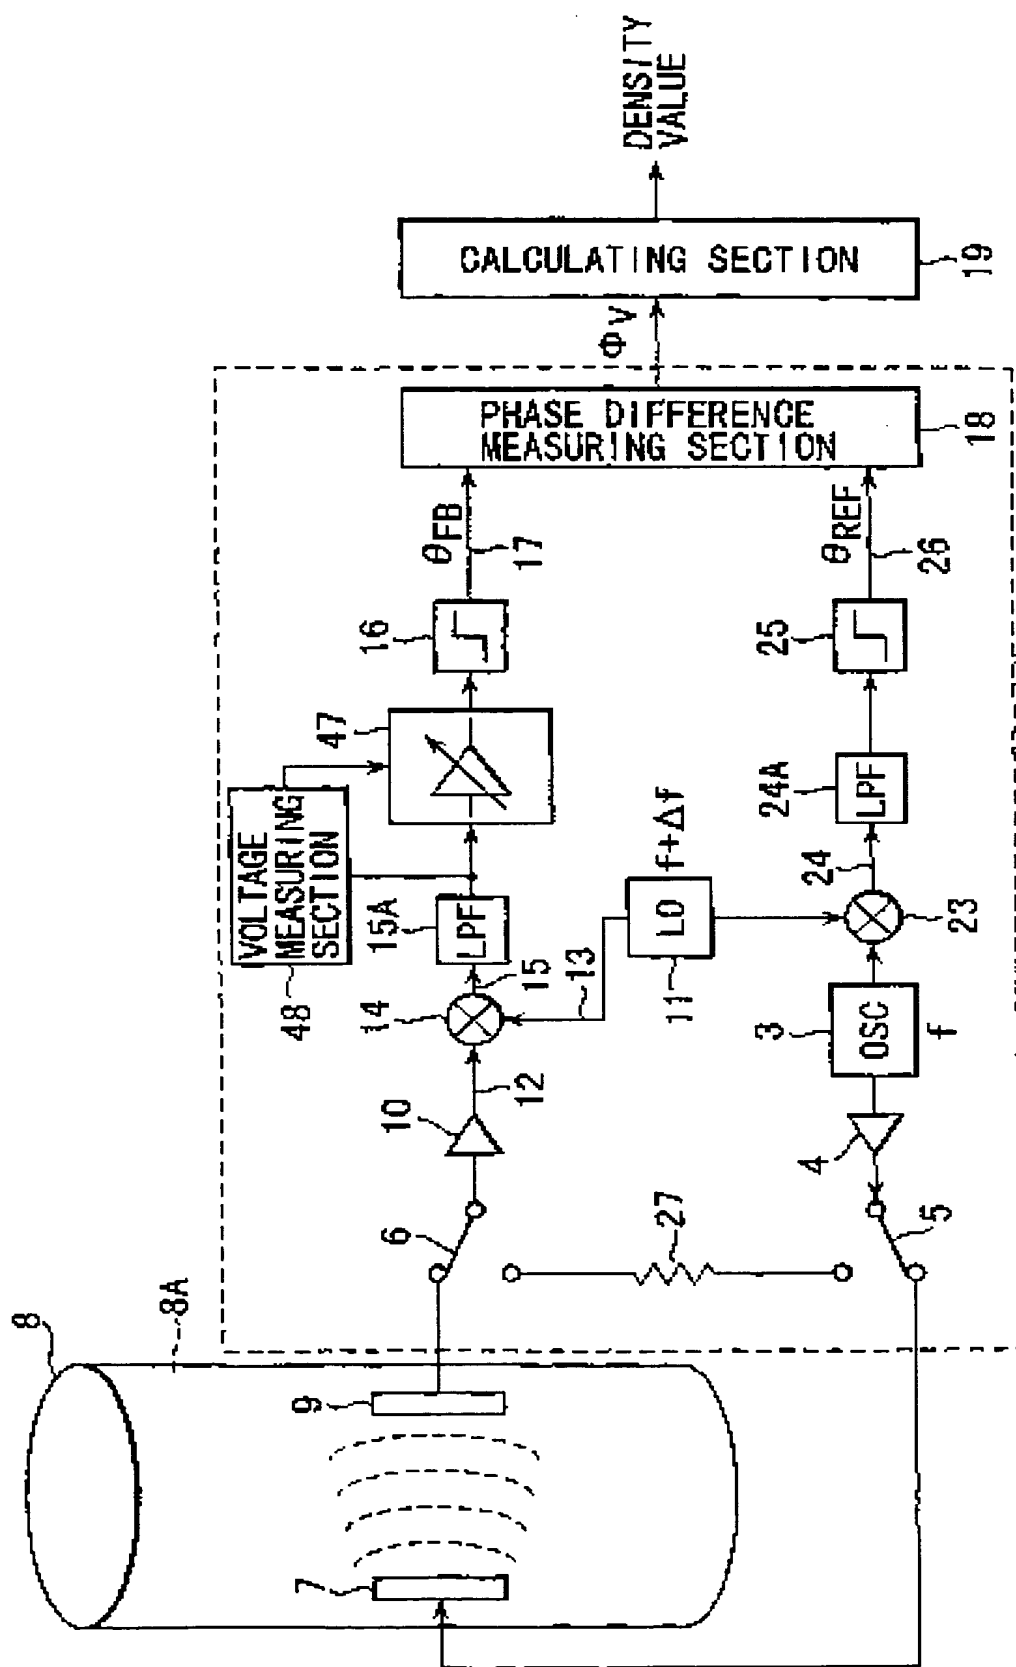 8
8A
9
7
6
10
12
14
15
15A
LPF
48
VOLTAGE
MEASURING
SECTION
47
16
θFB
17
27
13
LO
f+Δf
11
5
4
3
OSC
f
23
24
24A
LPF
25
θREF
26
PHASE DIFFERENCE
MEASURING SECTION
18
Φv
CALCULATING SECTION
19
DENSITY
VALUE